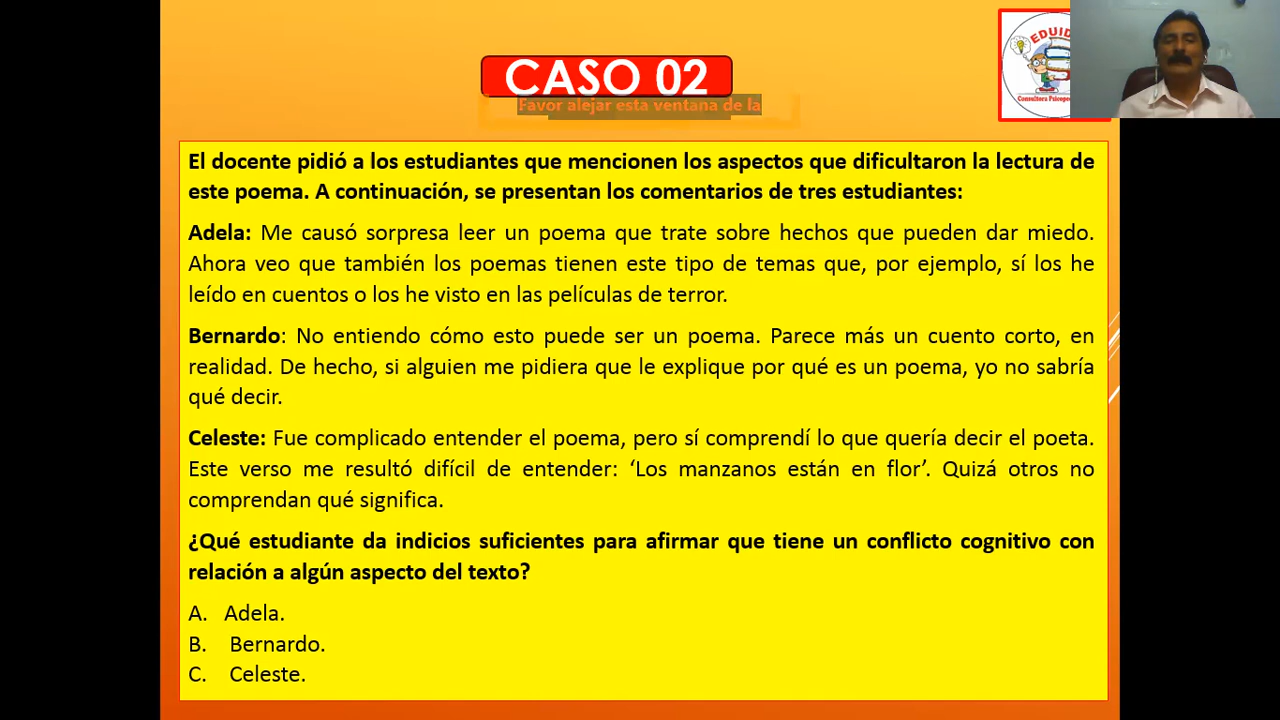 EDUID
Consultora Psicope
CASO 02
Favor alejar esta ventana de la
El docente pidió a los estudiantes que mencionen los aspectos que dificultaron la lectura de
este poema. A continuación, se presentan los comentarios de tres estudiantes:
Adela: Me causó sorpresa leer un poema que trate sobre hechos que pueden dar miedo.
Ahora veo que también los poemas tienen este tipo de temas que, por ejemplo, sí los he
leído en cuentos o los he visto en las películas de terror.
Bernardo: No entiendo cómo esto puede ser un poema. Parece más un cuento corto, en
realidad. De hecho, si alguien me pidiera que le explique por qué es un poema, yo no sabría
qué decir.
Celeste: Fue complicado entender el poema, pero sí comprendí lo que quería decir el poeta.
Este verso me resultó difícil de entender: ‘Los manzanos están en flor’. Quizá otros no
comprendan qué significa.
¿Qué estudiante da indicios suficientes para afirmar que tiene un conflicto cognitivo con
relación a algún aspecto del texto?
A. Adela.
B. Bernardo.
C. Celeste.